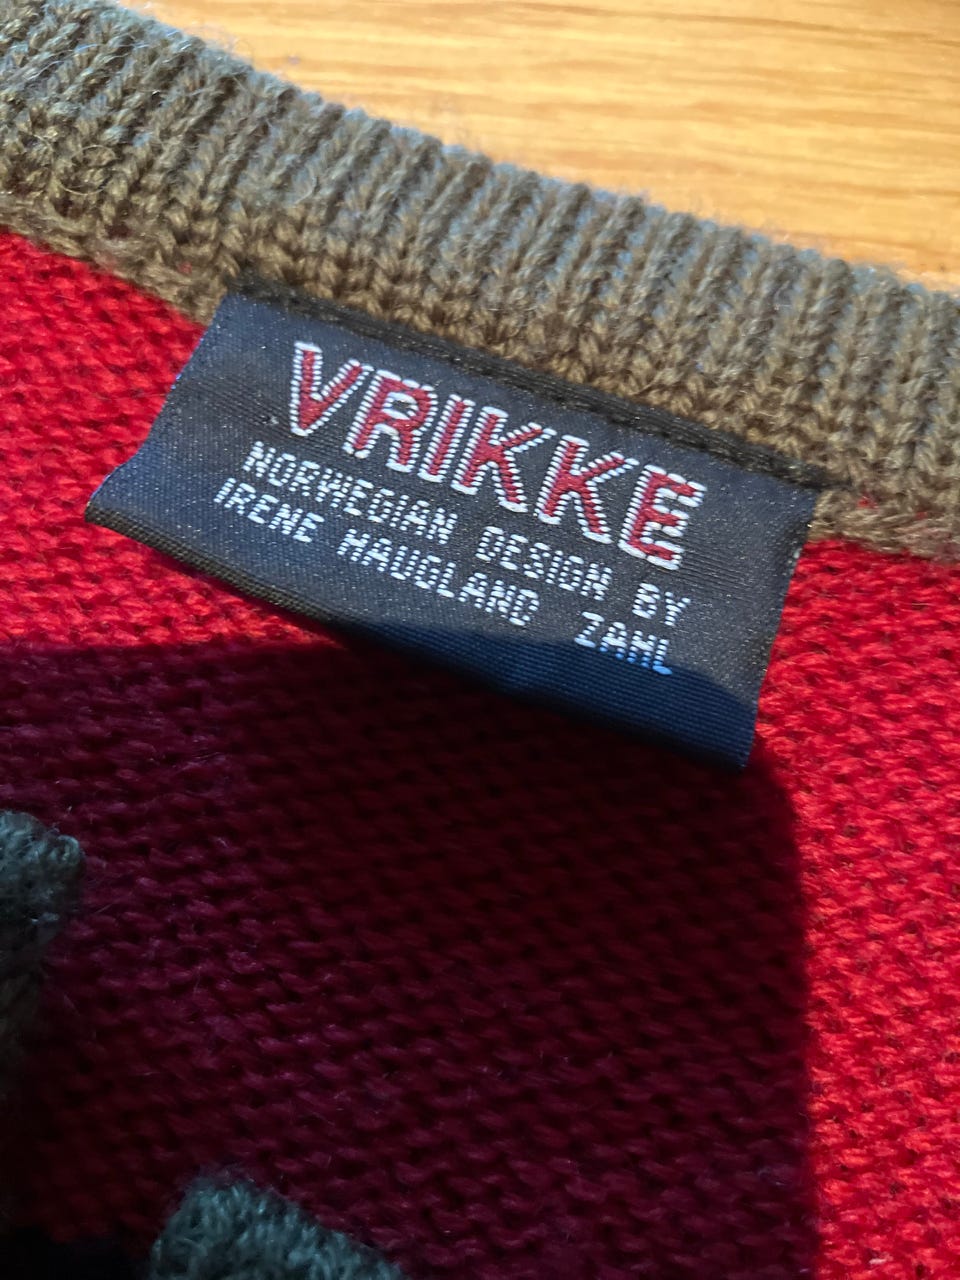 VRIKKE
NORWEGIAN DESIGN BY
IRENE HAUGLAND ZAHL